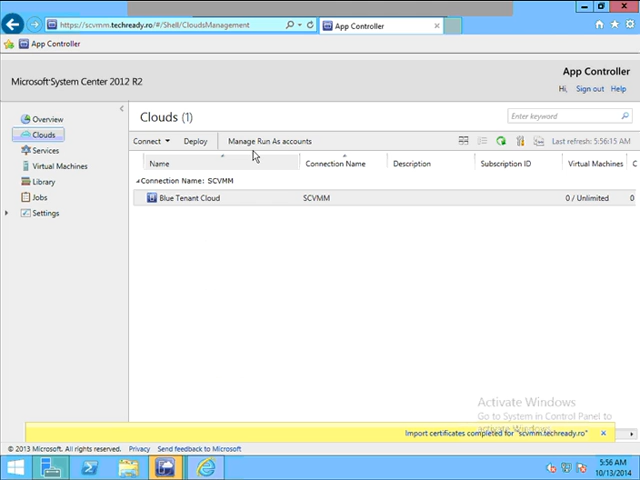 https://scvmm.techready.ro/#/Shell/CloudsManagement
App Controller
App Controller
Microsoft System Center 2012 R2
App Controller
Hi, Sign out Help
Overview
Clouds
Services
Virtual Machines
Library
Jobs
Settings
Clouds (1)
Enter keyword
Connect Deploy Manage Run As accounts
Last refresh: 5:56:15 AM
Name Connection Name Description Subscription ID Virtual Machines C
Connection Name: SCVMM
Blue Tenant Cloud SCVMM 0 / Unlimited 0
Activate Windows
Go to System in Control Panel to
activate Windows.
Import certificates completed for "scvmm.techready.ro"
© 2013 Microsoft. All rights reserved. Privacy Send feedback to Microsoft
5:56 AM
10/13/2014